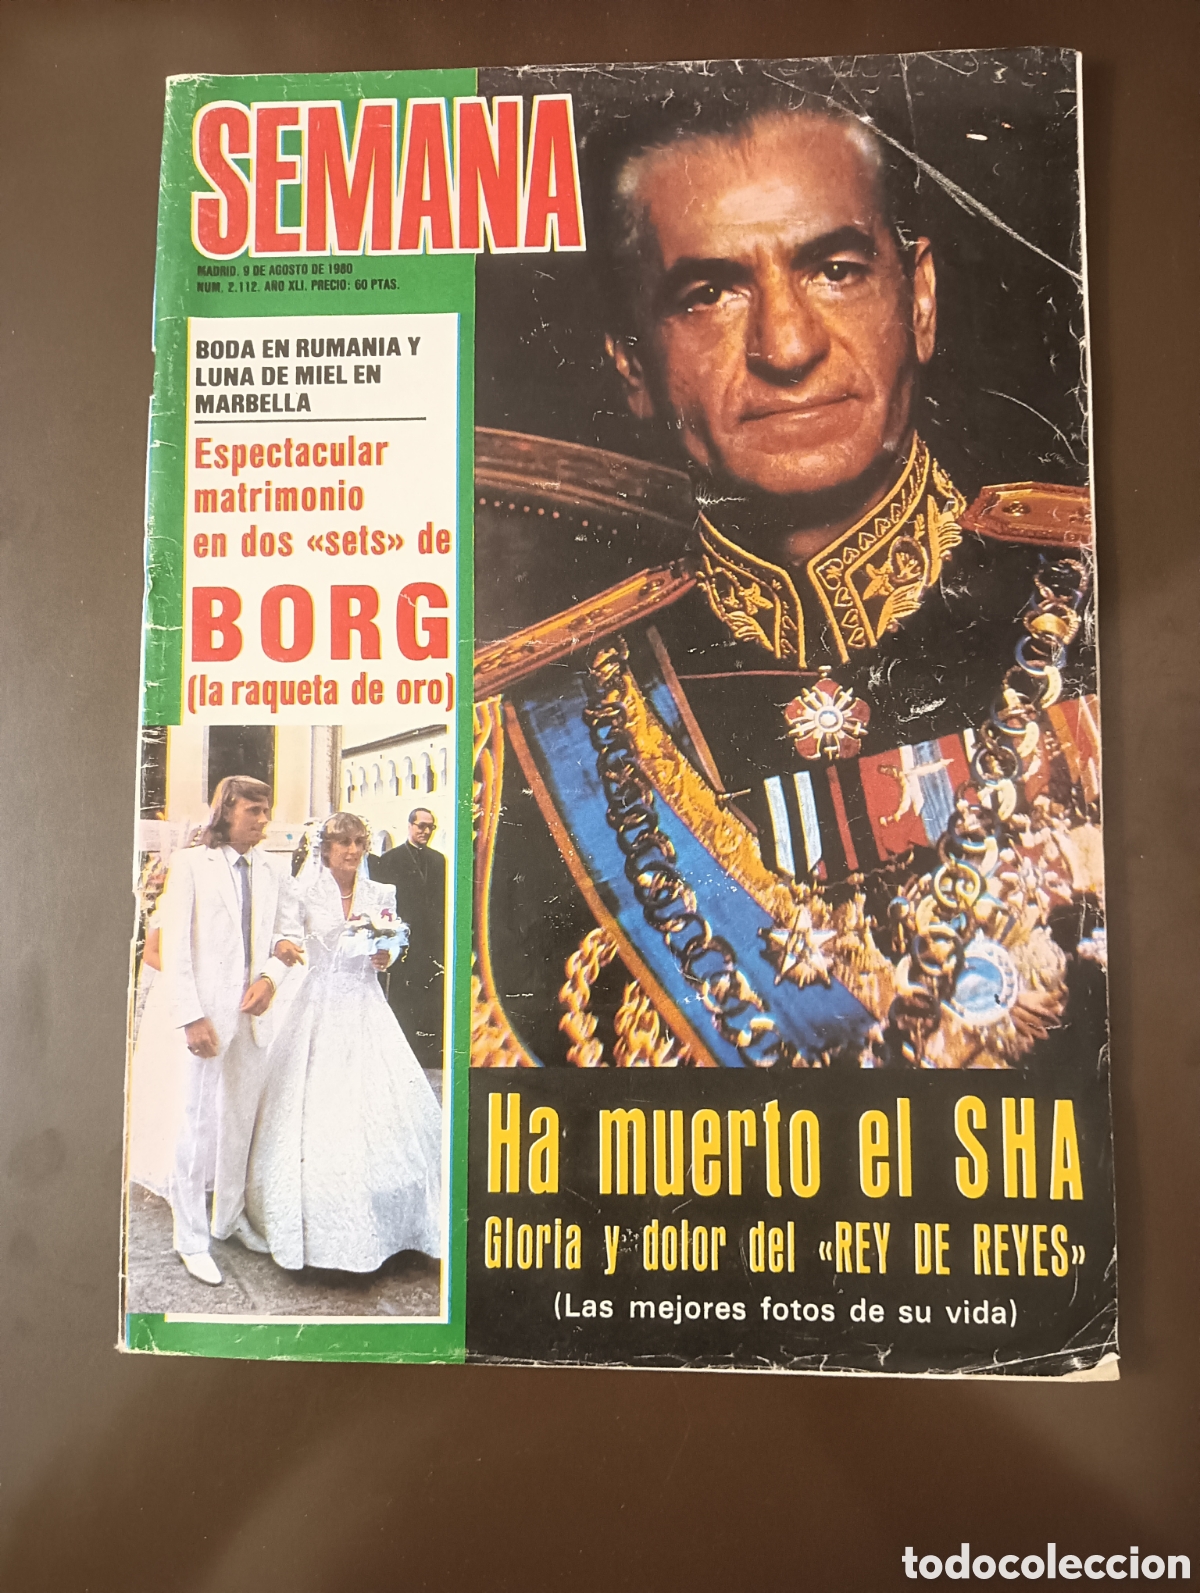 SEMANA
MADRID. 9 DE AGOSTO DE 1980
NUM. 2.112. AÑO XLI. PRECIO: 60 PTAS.
BODA EN RUMANIA Y
LUNA DE MIEL EN
MARBELLA
Espectacular
matrimonio
en dos «sets» de
BORG
(la raqueta de oro)
Ha muerto el SHA
Gloria y dolor del «REY DE REYES»
(Las mejores fotos de su vida)
todocoleccion